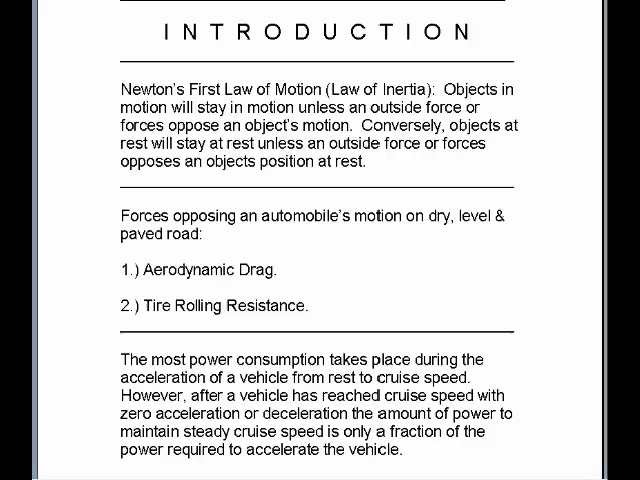 INTRODUCTION
Newton's First Law of Motion (Law of Inertia):  Objects in
motion will stay in motion unless an outside force or
forces oppose an object's motion.  Conversely, objects at
rest will stay at rest unless an outside force or forces
opposes an objects position at rest.
Forces opposing an automobile's motion on dry, level &
paved road:
1.) Aerodynamic Drag.
2.) Tire Rolling Resistance.
The most power consumption takes place during the
acceleration of a vehicle from rest to cruise speed.
However, after a vehicle has reached cruise speed with
zero acceleration or deceleration the amount of power to
maintain steady cruise speed is only a fraction of the
power required to accelerate the vehicle.